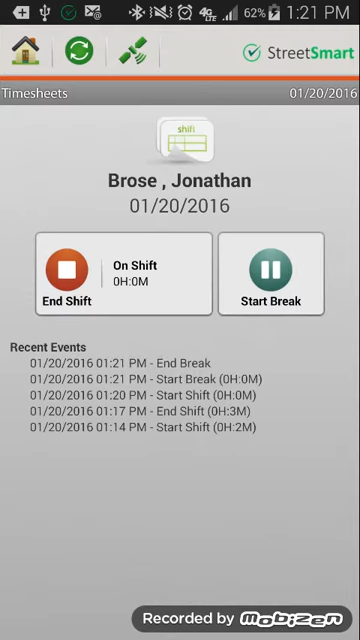 4G LTE 62% 1:21 PM
StreetSmart
Timesheets 01/20/2016
shift
Brose , Jonathan
01/20/2016
On Shift
0H:0M
End Shift
Start Break
Recent Events
01/20/2016 01:21 PM - End Break
01/20/2016 01:21 PM - Start Break (0H:0M)
01/20/2016 01:20 PM - Start Shift (0H:0M)
01/20/2016 01:17 PM - End Shift (0H:3M)
01/20/2016 01:14 PM - Start Shift (0H:2M)
Recorded by Mobizen